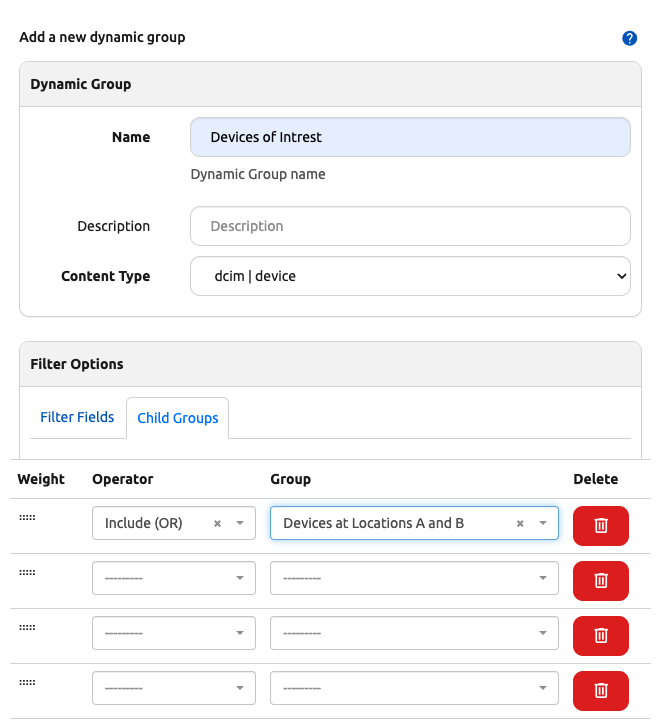 Add a new dynamic group
?
Dynamic Group
Name
Devices of Intrest
Dynamic Group name
Description
Description
Content Type
dcim | device
Filter Options
Filter Fields
Child Groups
Weight Operator Group Delete
Include (OR) × Devices at Locations A and B ×
--------- ---------
--------- ---------
--------- ---------